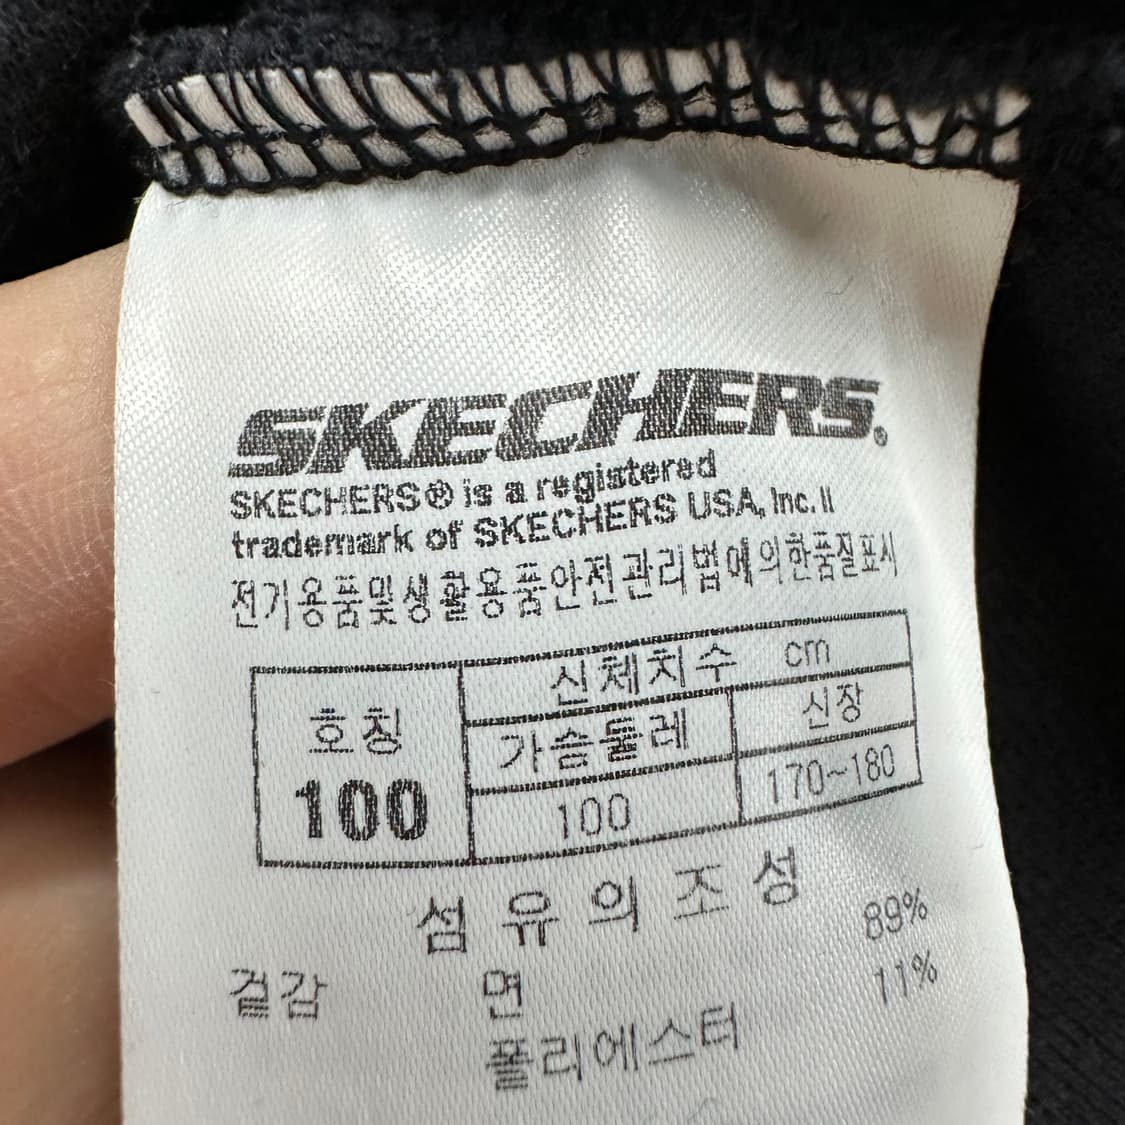 SKECHERS®
SKECHERS® is a registered
trademark of SKECHERS USA, Inc. II
전기용품및생활용품안전관리법에의한품질표시
호칭
100
신체치수 cm
가슴둘레 신장
100 170~180
섬유의조성
겉감 면 89%
폴리에스터 11%